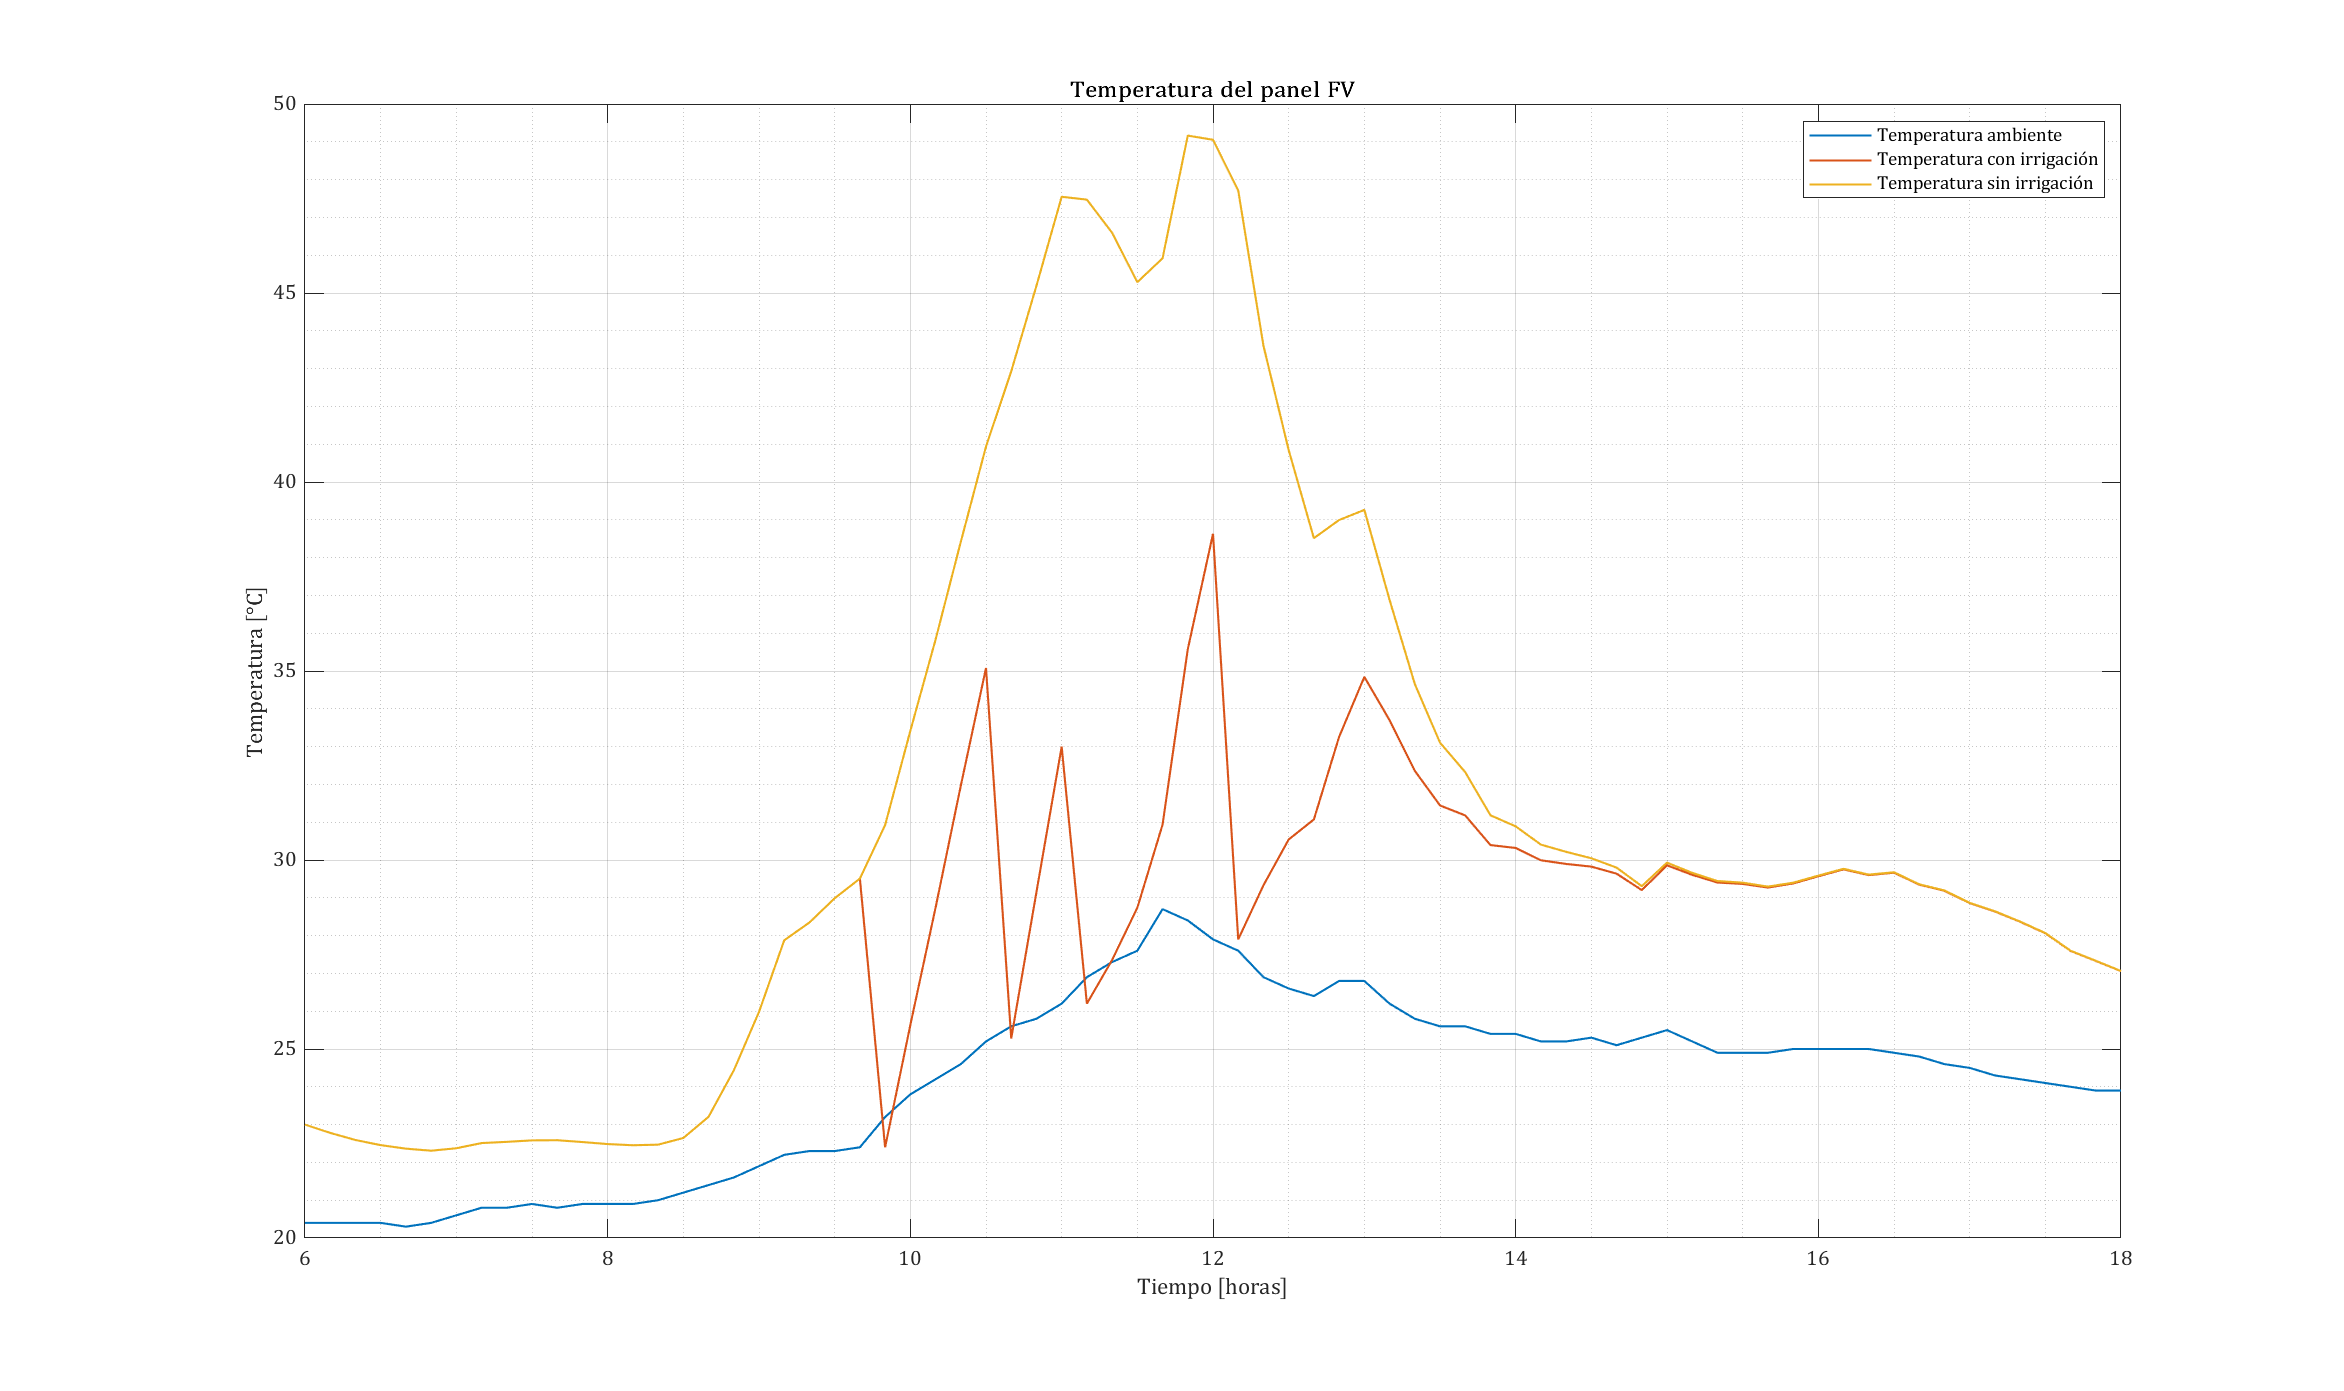 Temperatura del panel FV
50
45
40
35
30
25
20
Temperatura [°C]
Temperatura ambiente
Temperatura con irrigación
Temperatura sin irrigación
6 8 10 12 14 16 18
Tiempo [horas]